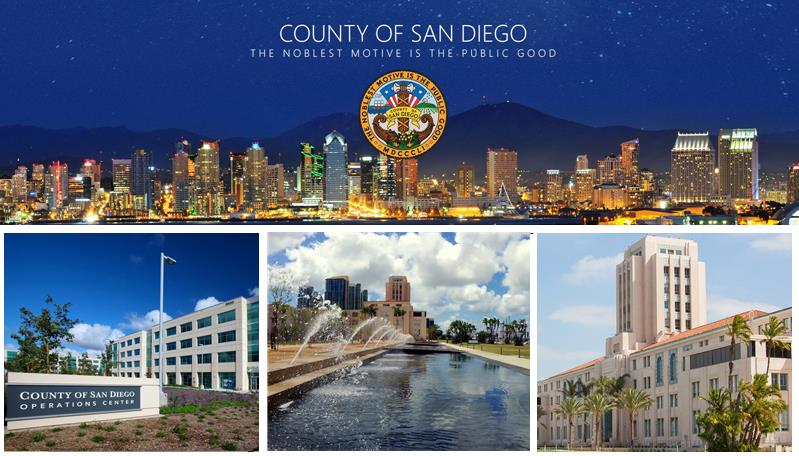 COUNTY OF SAN DIEGO
THE NOBLEST MOTIVE IS THE PUBLIC GOOD
THE NOBLEST MOTIVE IS THE PUBLIC GOOD
COUNTY OF
SAN DIEGO
MDCCCLII
COUNTY OF SAN DIEGO
OPERATIONS CENTER